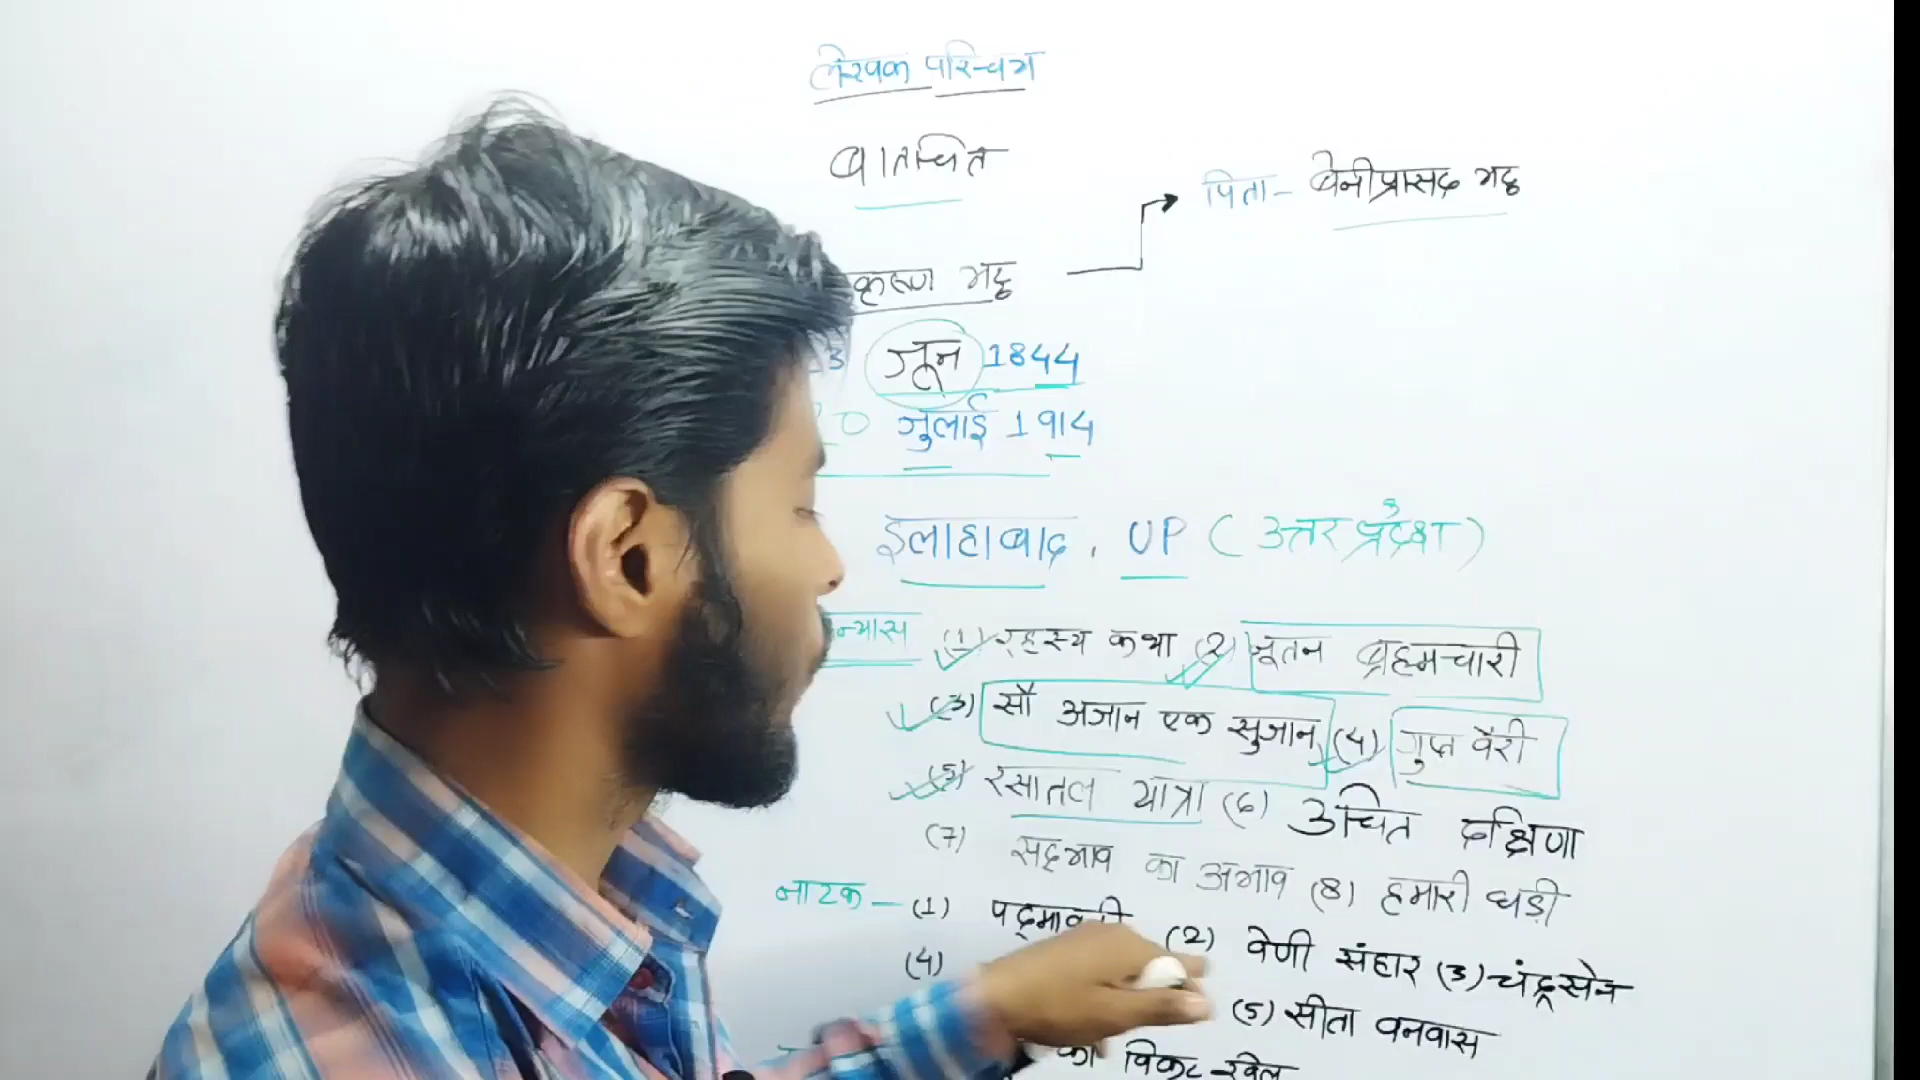 लेखक परिचय
बातचित
पिता - बेनीप्रसाद भट्ट
कृष्ण भट्ट
3 जून 1844
20 जुलाई 1914
इलाहाबाद, UP (उत्तर प्रदेश)
न्यास (1) रहस्य कथा (2) नूतन ब्रह्मचारी
(3) सौ अजान एक सुजान (4) गुप्त वैरी
(5) रसातल यात्रा (6) उचित दक्षिणा
(7) सद्भाव का अभाव (8) हमारी घड़ी
नाटक - (1) (2) वेणी संहार (3) चंद्रसेन
(4) (5) सीता वनवास
का विकट खेल